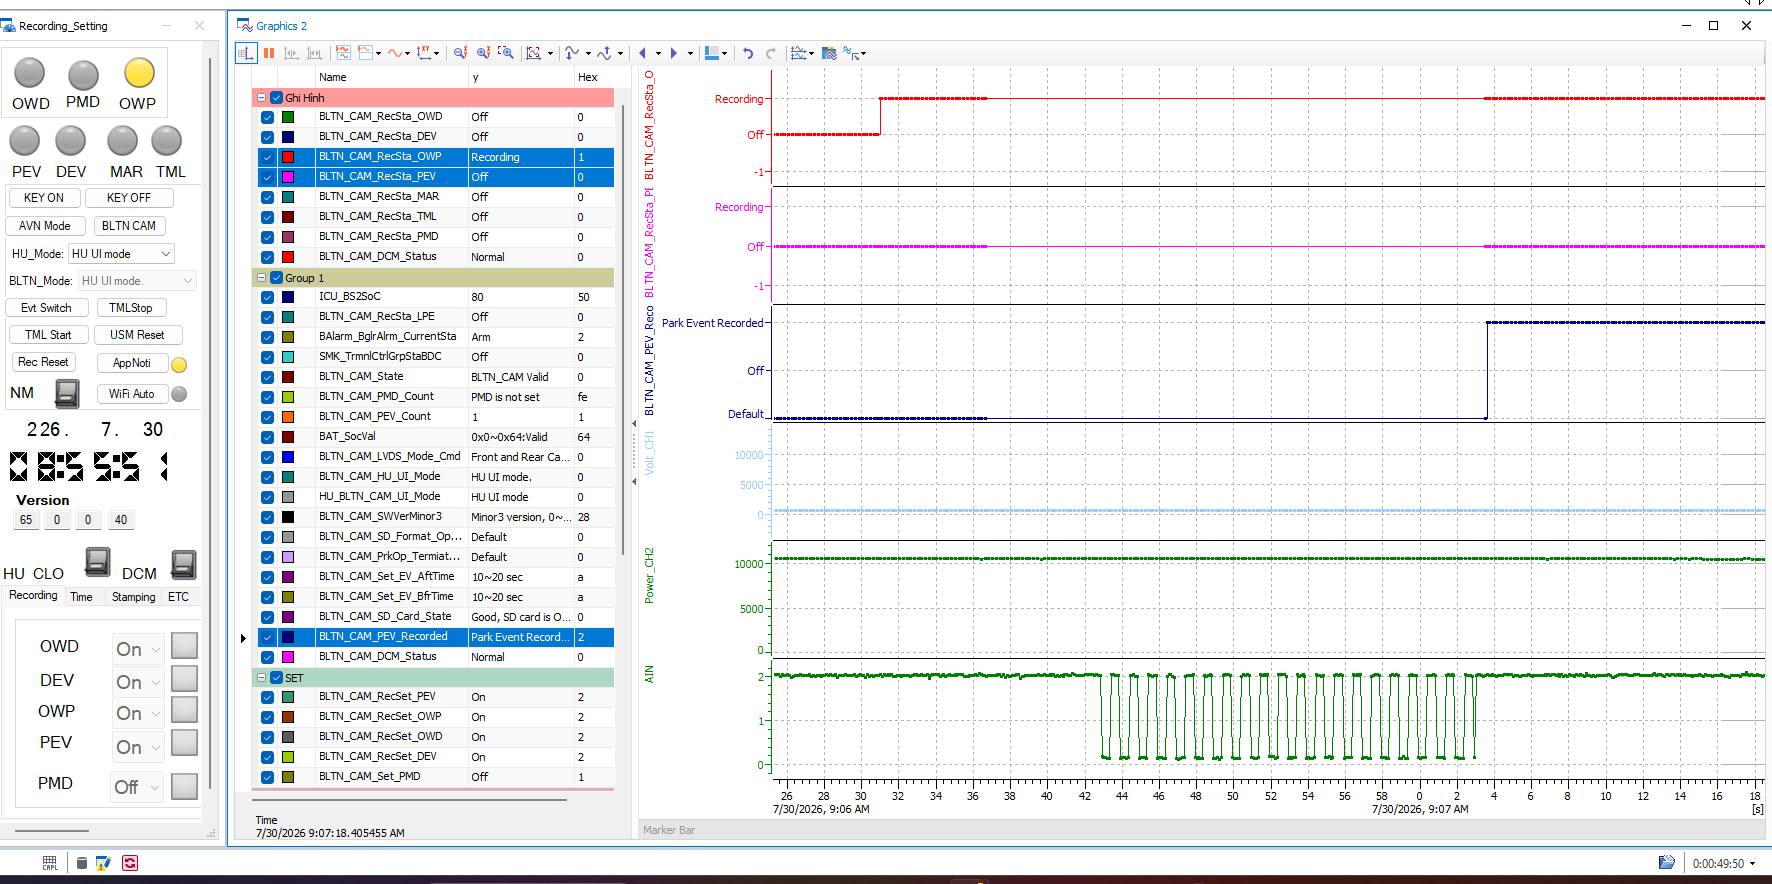 Recording_Setting
OWD PMD OWP
PEV DEV MAR TML
KEY ON KEY OFF
AVN Mode BLTN CAM
HU_Mode: HU UI mode
BLTN_Mode: HU UI mode.
Evt Switch TMLStop
TML Start USM Reset
Rec Reset AppNoti
NM WiFi Auto
226. 7. 30
08:55:51
Version
65 0 0 40
HU CLO DCM
Recording Time Stamping ETC
OWD On
DEV On
OWP On
PEV On
PMD Off
Graphics 2
Name y Hex
Ghi Hình
BLTN_CAM_RecSta_OWD Off 0
BLTN_CAM_RecSta_DEV Off 0
BLTN_CAM_RecSta_OWP Recording 1
BLTN_CAM_RecSta_PEV Off 0
BLTN_CAM_RecSta_MAR Off 0
BLTN_CAM_RecSta_TML Off 0
BLTN_CAM_RecSta_PMD Off 0
BLTN_CAM_DCM_Status Normal 0
Group 1
ICU_BS2SoC 80 50
BLTN_CAM_RecSta_LPE Off 0
BAlarm_BglrAlrm_CurrentSta Arm 2
SMK_TrmnlCtrlGrpStaBDC Off 0
BLTN_CAM_State BLTN_CAM Valid 0
BLTN_CAM_PMD_Count PMD is not set fe
BLTN_CAM_PEV_Count 1 1
BAT_SocVal 0x0~0x64:Valid 64
BLTN_CAM_LVDS_Mode_Cmd Front and Rear Ca... 0
BLTN_CAM_HU_UI_Mode HU UI mode. 0
HU_BLTN_CAM_UI_Mode HU UI mode 0
BLTN_CAM_SWVerMinor3 Minor3 version, 0~... 28
BLTN_CAM_SD_Format_Op... Default 0
BLTN_CAM_PrkOp_Termiat... Default 0
BLTN_CAM_Set_EV_AftTime 10~20 sec a
BLTN_CAM_Set_EV_BfrTime 10~20 sec a
BLTN_CAM_SD_Card_State Good, SD card is O... 0
BLTN_CAM_PEV_Recorded Park Event Record... 2
BLTN_CAM_DCM_Status Normal 0
SET
BLTN_CAM_RecSet_PEV On 2
BLTN_CAM_RecSet_OWP On 2
BLTN_CAM_RecSet_OWD On 2
BLTN_CAM_RecSet_DEV On 2
BLTN_CAM_Set_PMD Off 1
Time
7/30/2026 9:07:18.405455 AM
BLTN_CAM_RecSta_O
Recording
Off
-1
BLTN_CAM_RecSta_PE
Recording
Off
-1
BLTN_CAM_PEV_Reco
Park Event Recorded
Off
Default
Volt_CH1
10000
5000
0
Power_CH2
10000
5000
0
AIN
2
1
0
26 28 30 32 34 36 38 40 42 44 46 48 50 52 54 56 58 0 2 4 6 8 10 12 14 16 18
7/30/2026, 9:06 AM 7/30/2026, 9:07 AM [s]
Marker Bar
CAPL
0:00:49:50